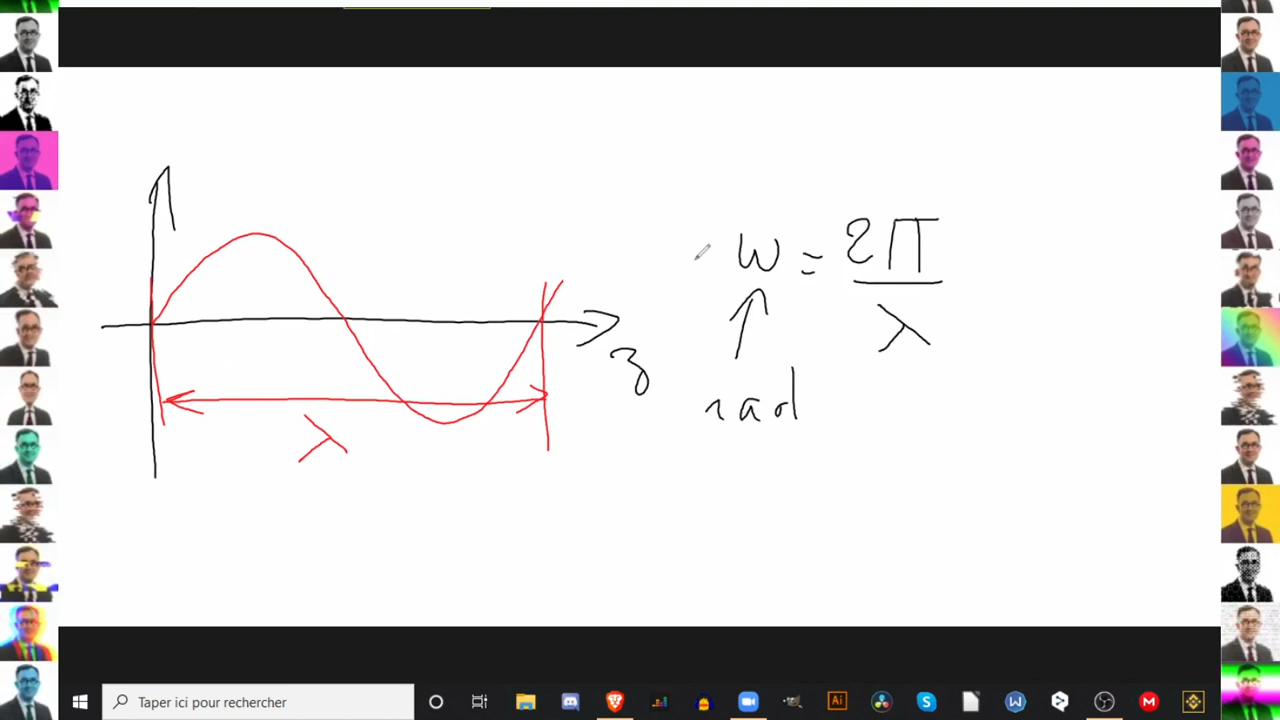 w = 2π
λ
rad
z
λ
Taper ici pour rechercher